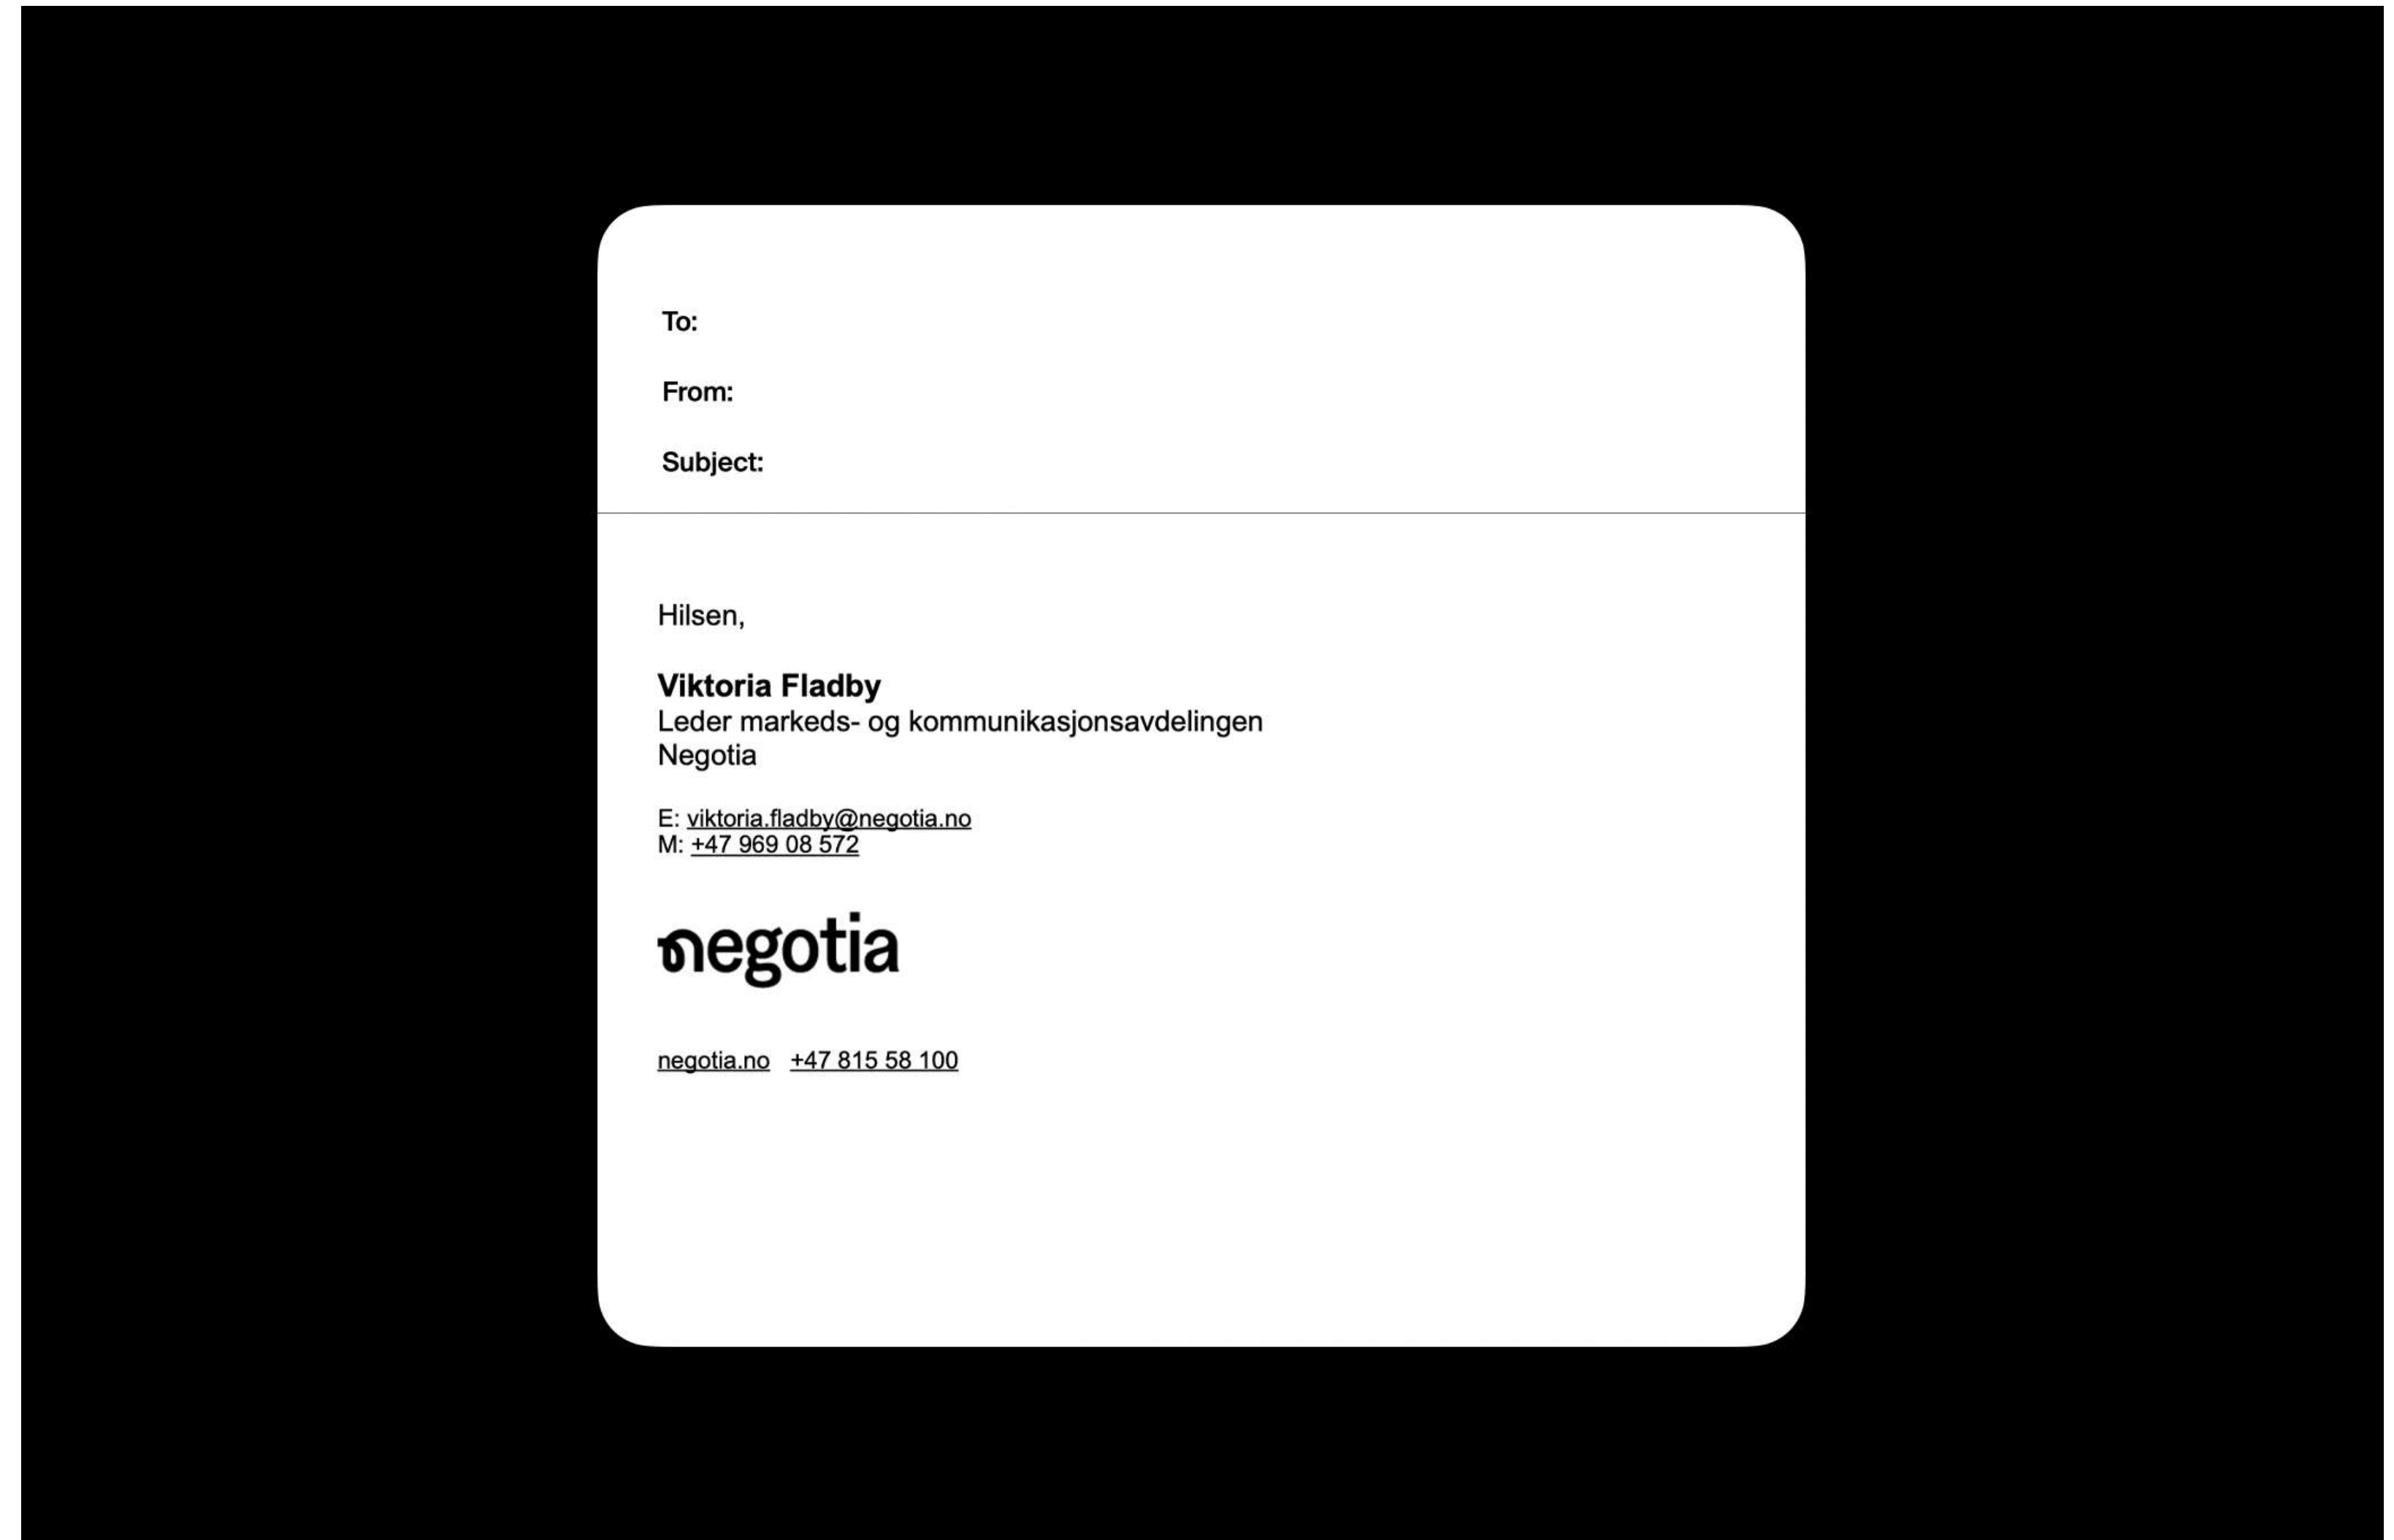 To:
From:
Subject:
Hilsen,
Viktoria Fladby
Leder markeds- og kommunikasjonsavdelingen
Negotia
E: viktoria.fladby@negotia.no
M: +47 969 08 572
negotia
negotia.no +47 815 58 100